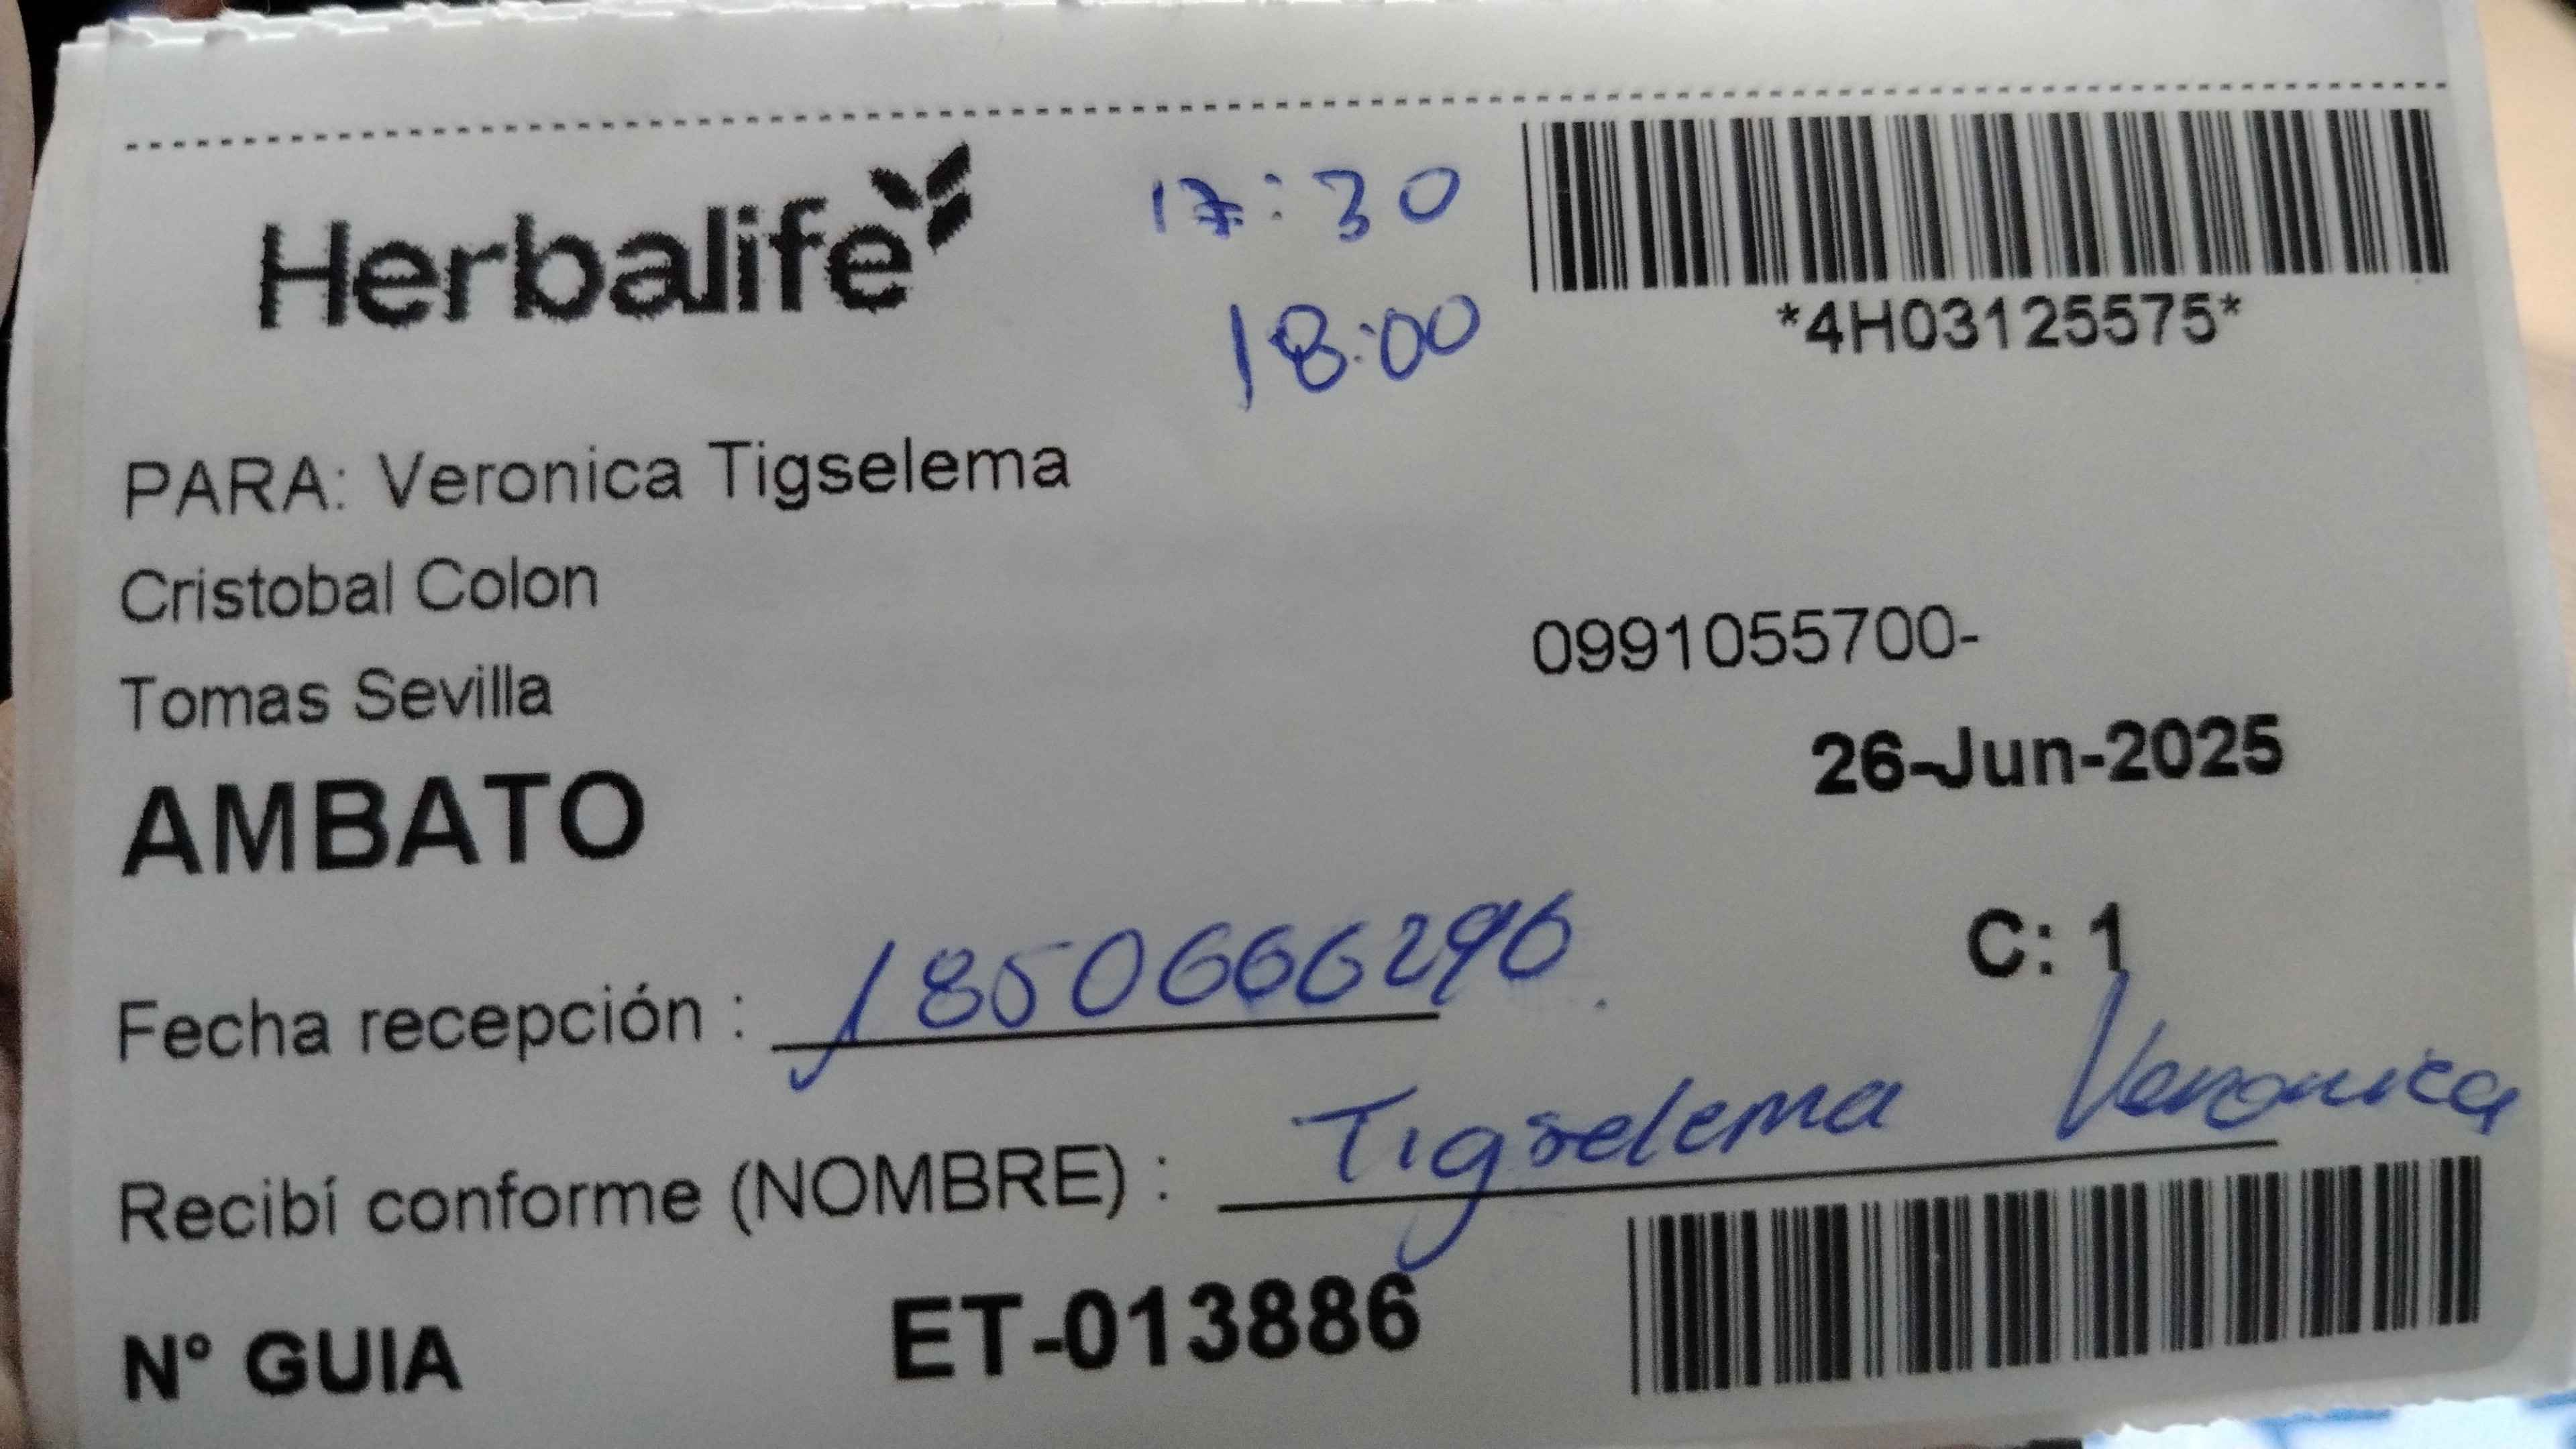 Herbalife
17:30
18:00
*4H03125575*
PARA: Veronica Tigselema
Cristobal Colon
0991055700-
Tomas Sevilla
26-Jun-2025
AMBATO
C: 1
Fecha recepción : 1850666296
Recibí conforme (NOMBRE) : Tigselema Veronica
N° GUIA ET-013886